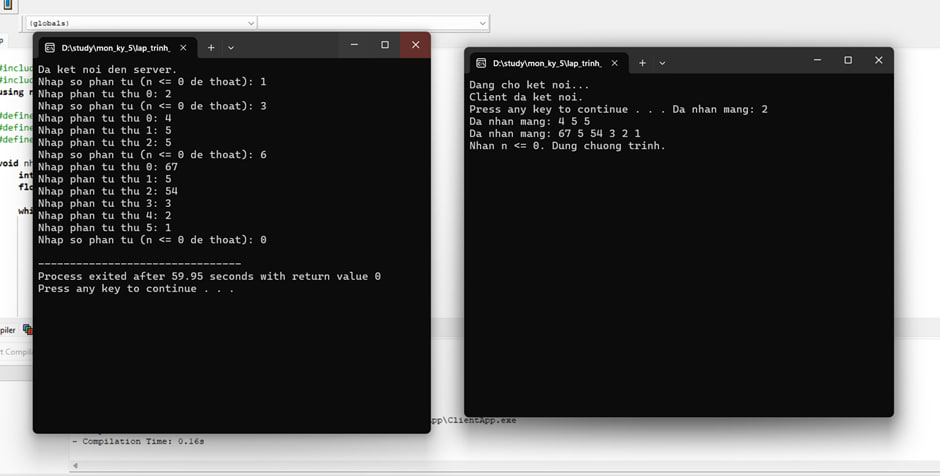 (globals)
D:\study\mon_ky_5\lap_trinh_
Da ket noi den server.
Nhap so phan tu (n <= 0 de thoat): 1
Nhap phan tu thu 0: 2
Nhap so phan tu (n <= 0 de thoat): 3
Nhap phan tu thu 0: 4
Nhap phan tu thu 1: 5
Nhap phan tu thu 2: 5
Nhap so phan tu (n <= 0 de thoat): 6
Nhap phan tu thu 0: 67
Nhap phan tu thu 1: 5
Nhap phan tu thu 2: 54
Nhap phan tu thu 3: 3
Nhap phan tu thu 4: 2
Nhap phan tu thu 5: 1
Nhap so phan tu (n <= 0 de thoat): 0
--------------------------------
Process exited after 59.95 seconds with return value 0
Press any key to continue . . .
D:\study\mon_ky_5\lap_trinh_
Dang cho ket noi...
Client da ket noi.
Press any key to continue . . . Da nhan mang: 2
Da nhan mang: 4 5 5
Da nhan mang: 67 5 54 3 2 1
Nhan n <= 0. Dung chuong trinh.
#inclu
#inclu
using
#define
#define
#define
void nh
int
flo
whi
piler
t Compil
pp\ClientApp.exe
- Compilation Time: 0.16s